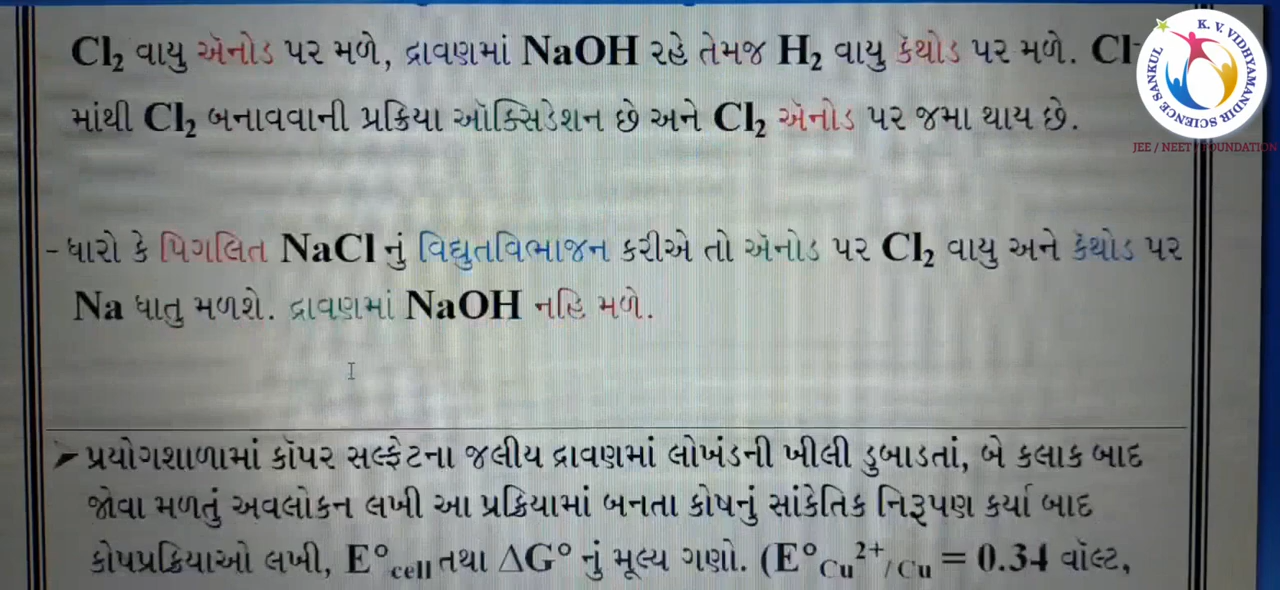 Cl₂ વાયુ ઍનોડ પર મળે, દ્રાવણમાં NaOH રહે તેમજ H₂ વાયુ કૅથોડ પર મળે. Cl⁻
માંથી Cl₂ બનાવવાની પ્રક્રિયા ઑક્સિડેશન છે અને Cl₂ ઍનોડ પર જમા થાય છે.
- ધારો કે પિગલિત NaCl નું વિદ્યુતવિભાજન કરીએ તો ઍનોડ પર Cl₂ વાયુ અને કૅથોડ પર
Na ધાતુ મળશે. દ્રાવણમાં NaOH નહિ મળે.
➤ પ્રયોગશાળામાં કૉપર સલ્ફેટના જલીય દ્રાવણમાં લોખંડની ખીલી ડુબાડતાં, બે કલાક બાદ
જોવા મળતું અવલોકન લખી આ પ્રક્રિયામાં બનતા કોષનું સાંકેતિક નિરૂપણ કર્યા બાદ
કોષપ્રક્રિયાઓ લખી, E°cell તથા ΔG° નું મૂલ્ય ગણો. (E°Cu²⁺/Cu = 0.34 વૉલ્ટ,
K. V. VIDHYAMANDIR SCIENCE SANKUL
JEE / NEET / FOUNDATION